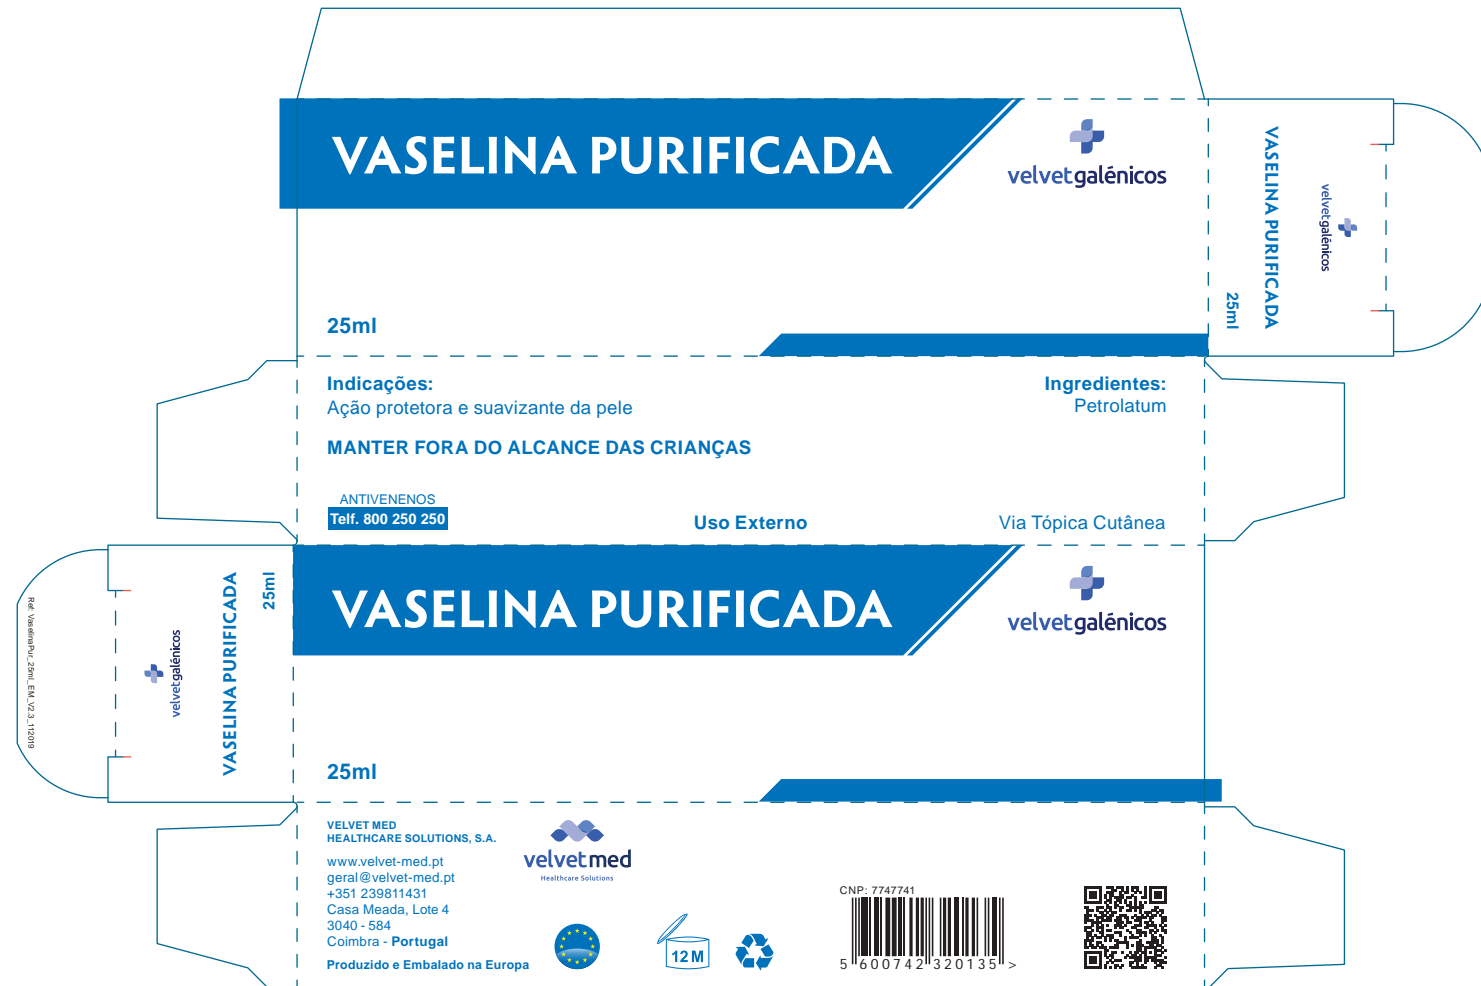 VASELINA PURIFICADA
velvetgalénicos
25ml
VASELINA PURIFICADA
25ml
velvetgalénicos
Indicações:
Ação protetora e suavizante da pele
Ingredientes:
Petrolatum
MANTER FORA DO ALCANCE DAS CRIANÇAS
ANTIVENENOS
Telf. 800 250 250
Uso Externo
Via Tópica Cutânea
Ref: VaselinaPur_25ml_EM_V2.3_112019
velvetgalénicos
VASELINA PURIFICADA
25ml
VASELINA PURIFICADA
velvetgalénicos
25ml
VELVET MED
HEALTHCARE SOLUTIONS, S.A.
www.velvet-med.pt
geral@velvet-med.pt
+351 239811431
Casa Meada, Lote 4
3040 - 584
Coimbra - Portugal
Produzido e Embalado na Europa
velvetmed
Healthcare Solutions
12 M
CNP: 7747741
5 600742 320135 >